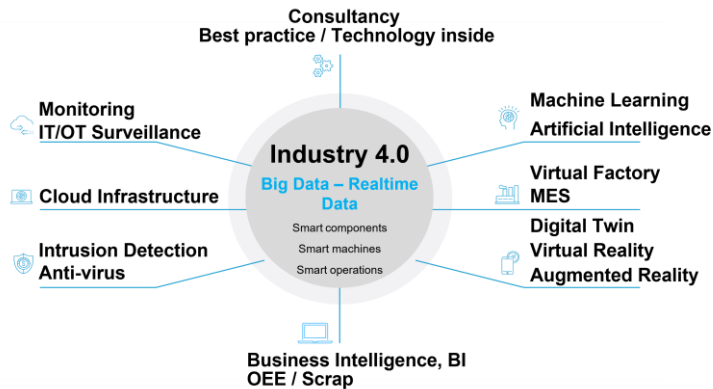 Consultancy
Best practice / Technology inside
Monitoring
IT/OT Surveillance
Cloud Infrastructure
Intrusion Detection
Anti-virus
Industry 4.0
Big Data – Realtime
Data
Smart components
Smart machines
Smart operations
Machine Learning
Artificial Intelligence
Virtual Factory
MES
Digital Twin
Virtual Reality
Augmented Reality
Business Intelligence, BI
OEE / Scrap